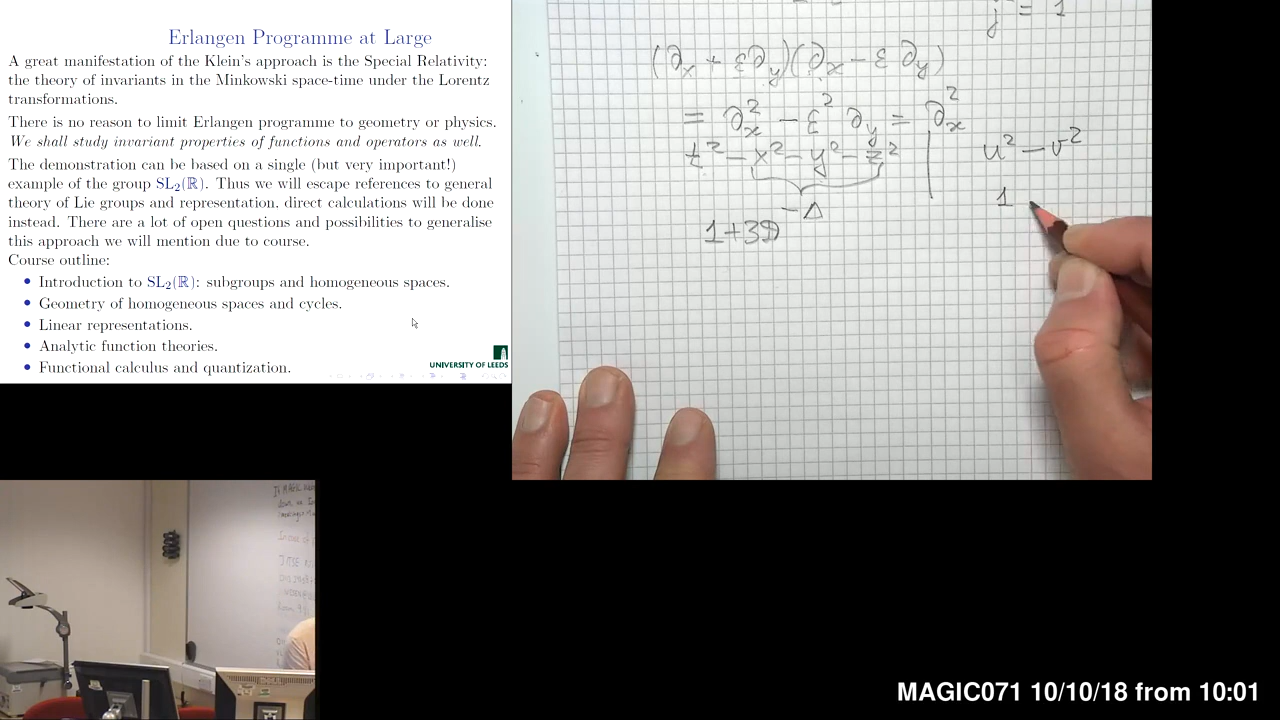 Erlangen Programme at Large
A great manifestation of the Klein's approach is the Special Relativity:
the theory of invariants in the Minkowski space-time under the Lorentz
transformations.
There is no reason to limit Erlangen programme to geometry or physics.
We shall study invariant properties of functions and operators as well.
The demonstration can be based on a single (but very important!)
example of the group SL₂(ℝ). Thus we will escape references to general
theory of Lie groups and representation, direct calculations will be done
instead. There are a lot of open questions and possibilities to generalise
this approach we will mention due to course.
Course outline:
• Introduction to SL₂(ℝ): subgroups and homogeneous spaces.
• Geometry of homogeneous spaces and cycles.
• Linear representations.
• Analytic function theories.
• Functional calculus and quantization.
UNIVERSITY OF LEEDS
(∂x + ε∂y)(∂x − ε∂y)
= ∂x² − ε²∂y = ∂x²
t² − x² − y² − z²
−Δ
1+3D
u² − v²
1
MAGIC071 10/10/18 from 10:01